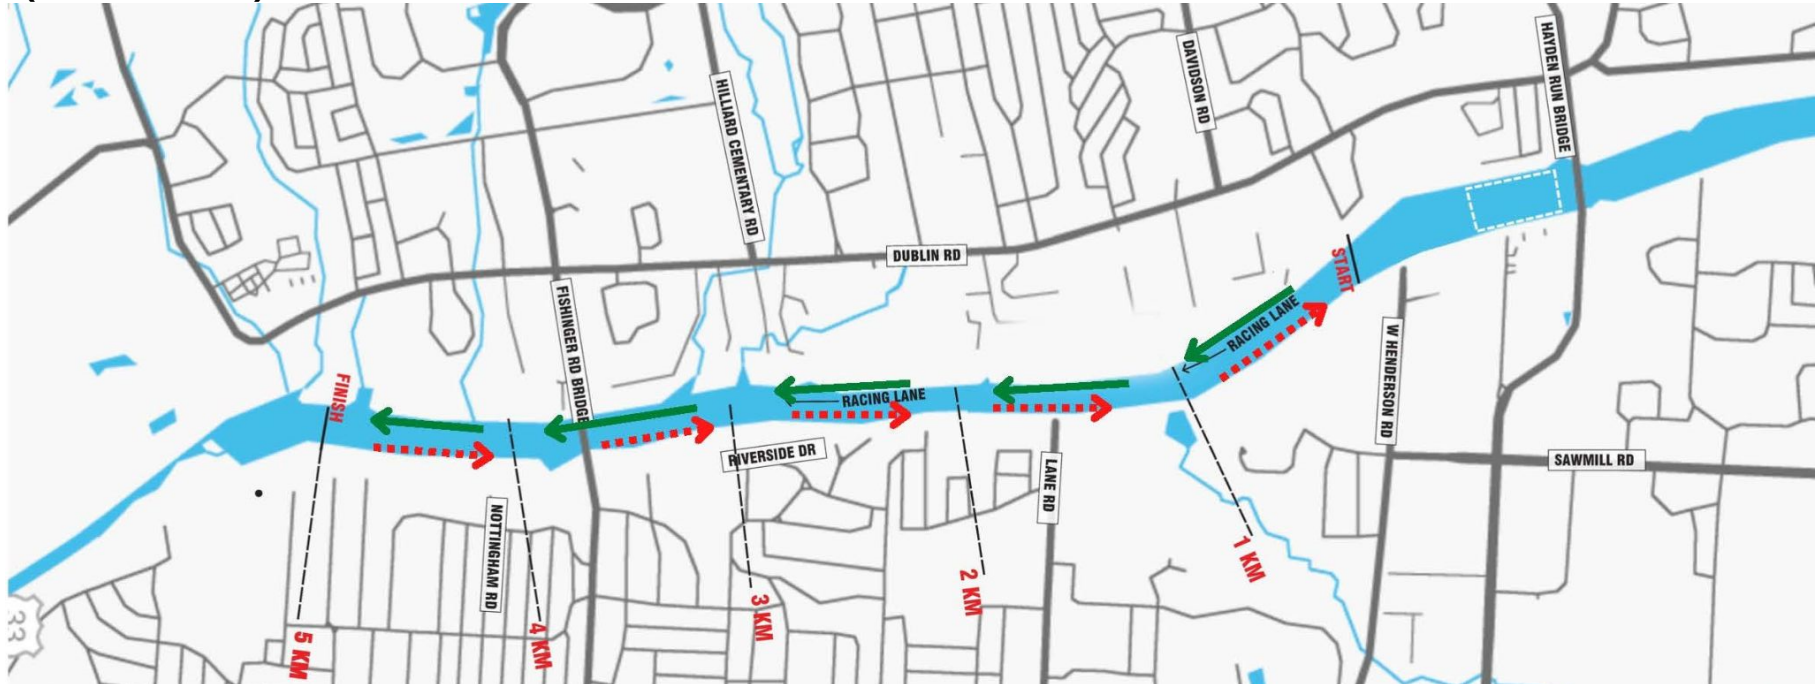 HILLIARD CEMENTARY RD
DAVIDSON RD
HAYDEN RUN BRIDGE
DUBLIN RD
START
FISHINGER RD BRIDGE
RACING LANE
W HENDERSON RD
FINISH
RACING LANE
RIVERSIDE DR
LANE RD
SAWMILL RD
NOTTINGHAM RD
1 KM
2 KM
3 KM
4 KM
5 KM
33